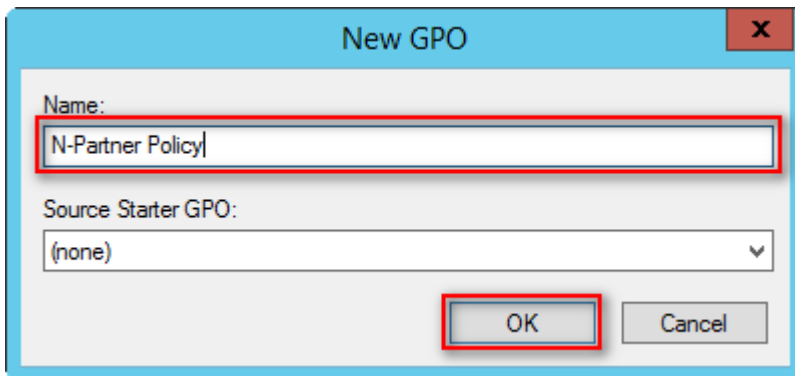 New GPO
x
Name:
N-Partner Policy
Source Starter GPO:
(none)
OK Cancel